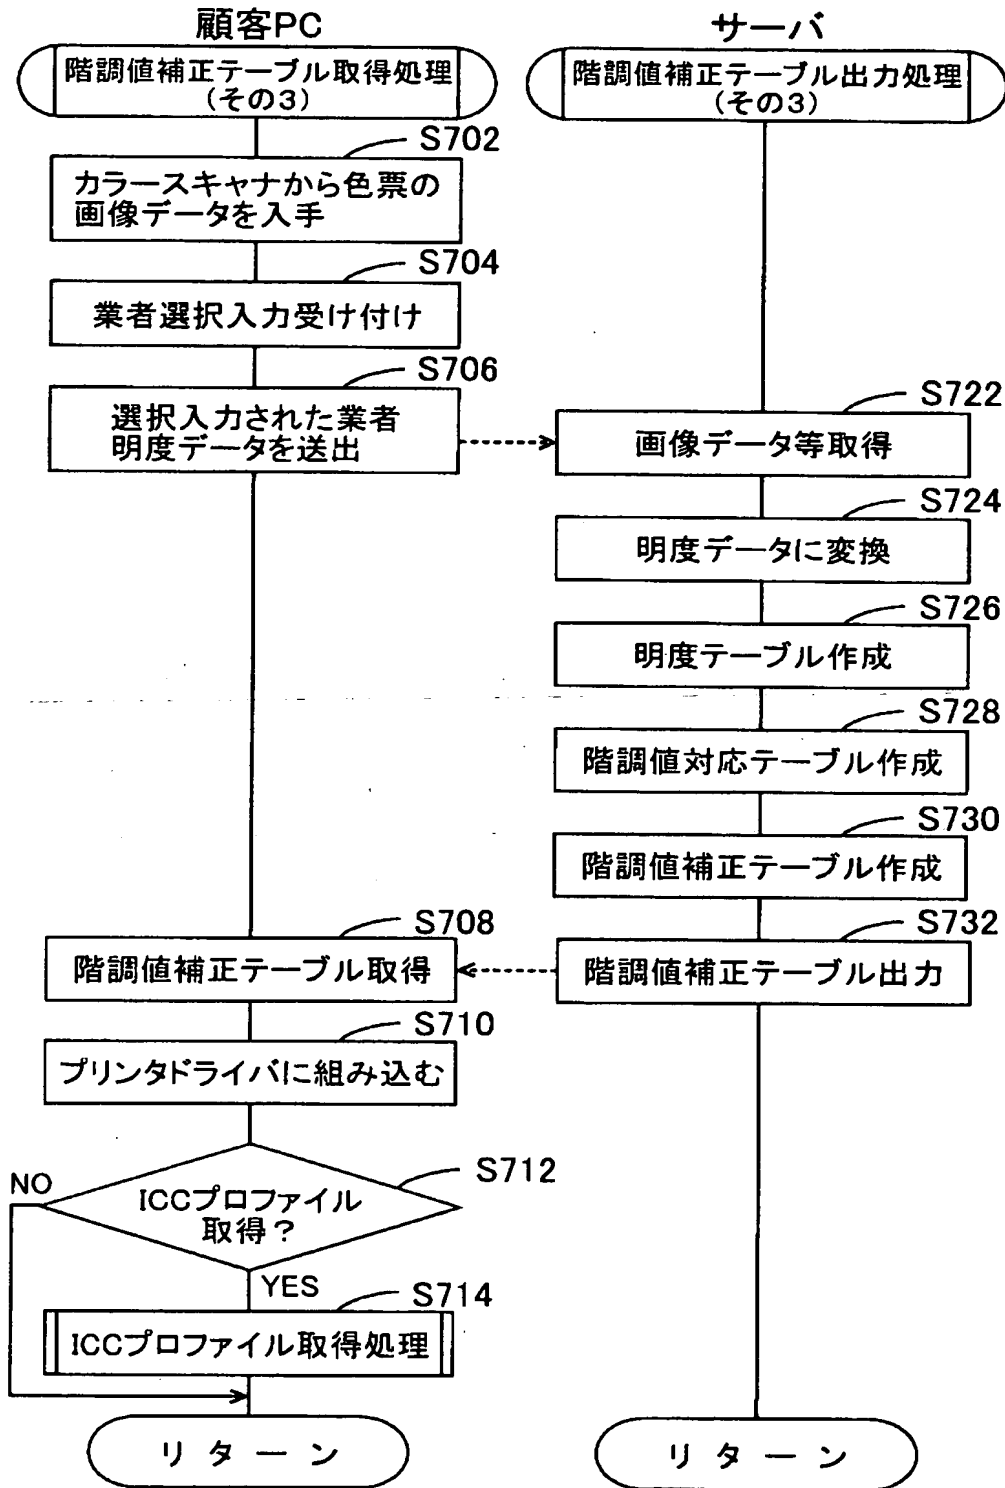 顧客PC
階調値補正テーブル取得処理
(その3)
S702
カラースキャナから色票の
画像データを入手
S704
業者選択入力受け付け
S706
選択入力された業者
明度データを送出
S708
階調値補正テーブル取得
S710
プリンタドライバに組み込む
S712
ICCプロファイル
取得?
NO
YES
S714
ICCプロファイル取得処理
リターン
サーバ
階調値補正テーブル出力処理
(その3)
S722
画像データ等取得
S724
明度データに変換
S726
明度テーブル作成
S728
階調値対応テーブル作成
S730
階調値補正テーブル作成
S732
階調値補正テーブル出力
リターン